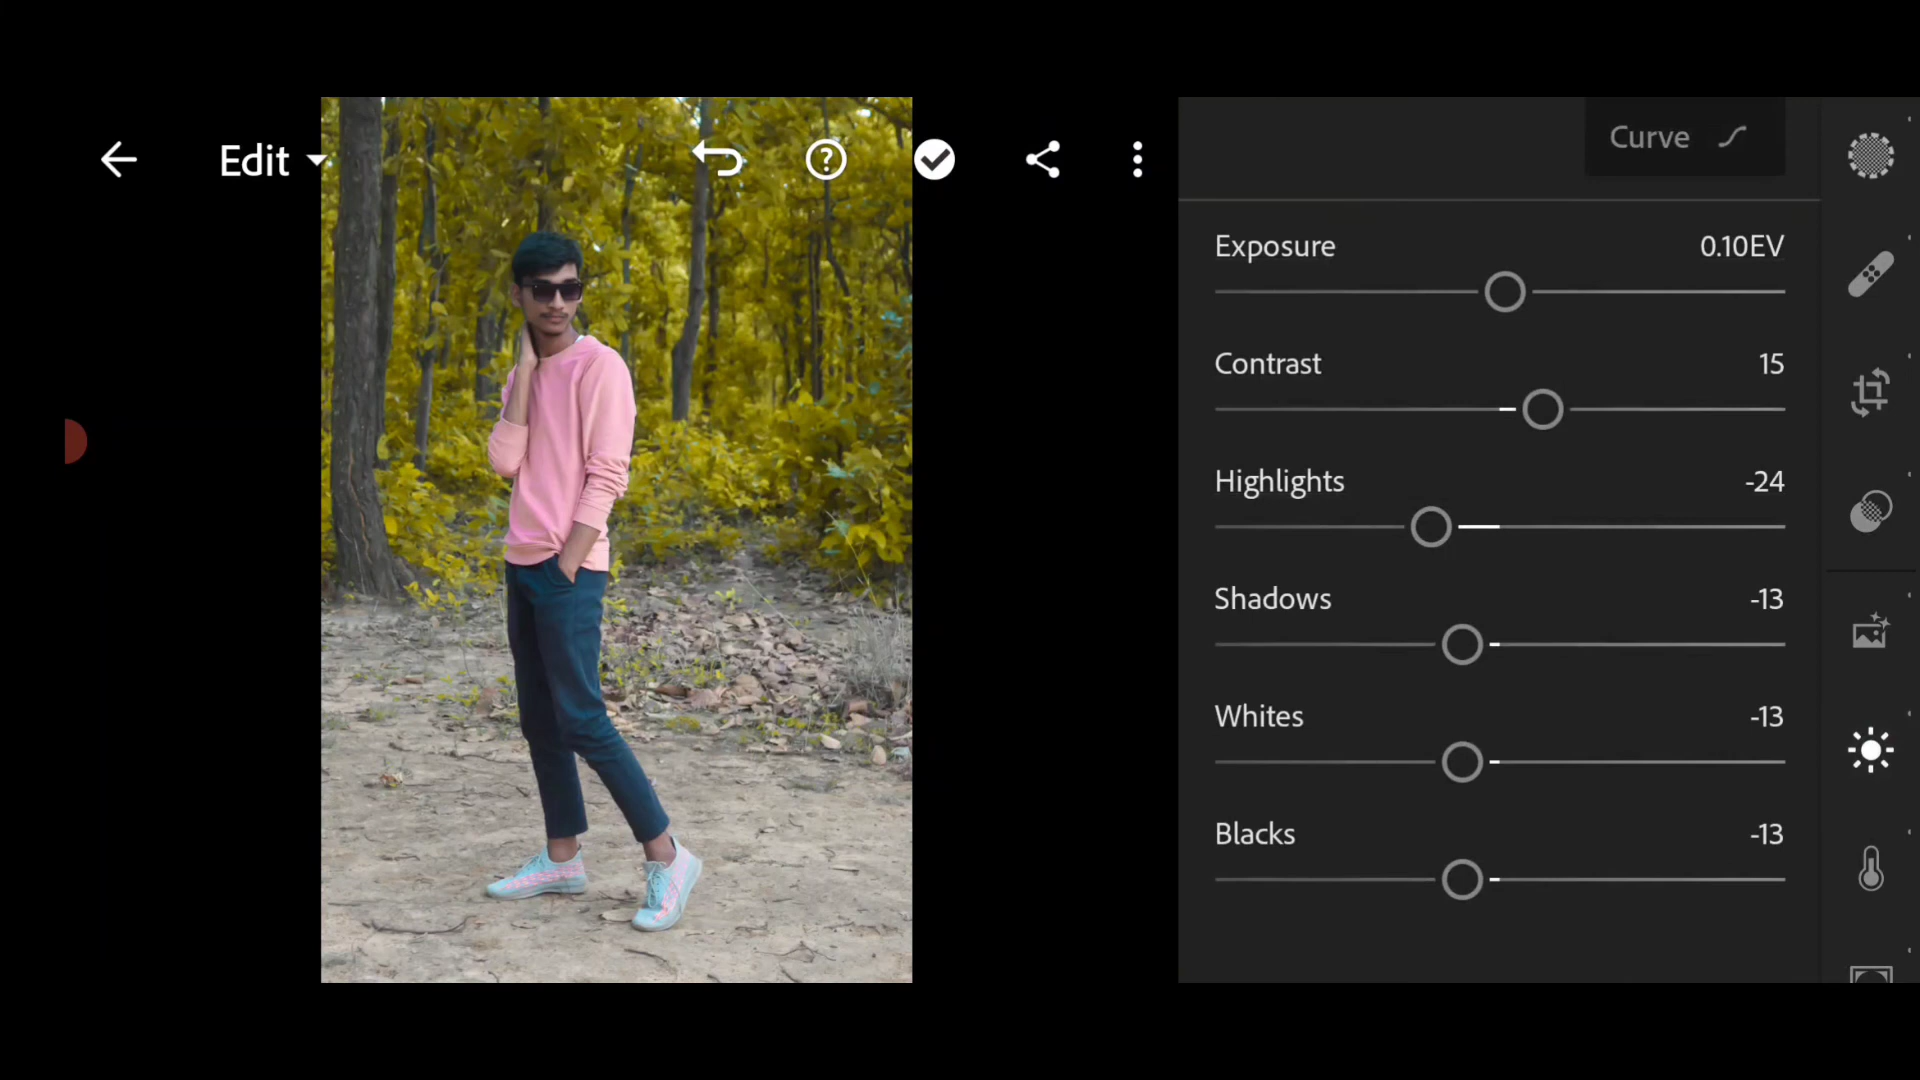 Edit
Curve
Exposure 0.10EV
Contrast 15
Highlights -24
Shadows -13
Whites -13
Blacks -13